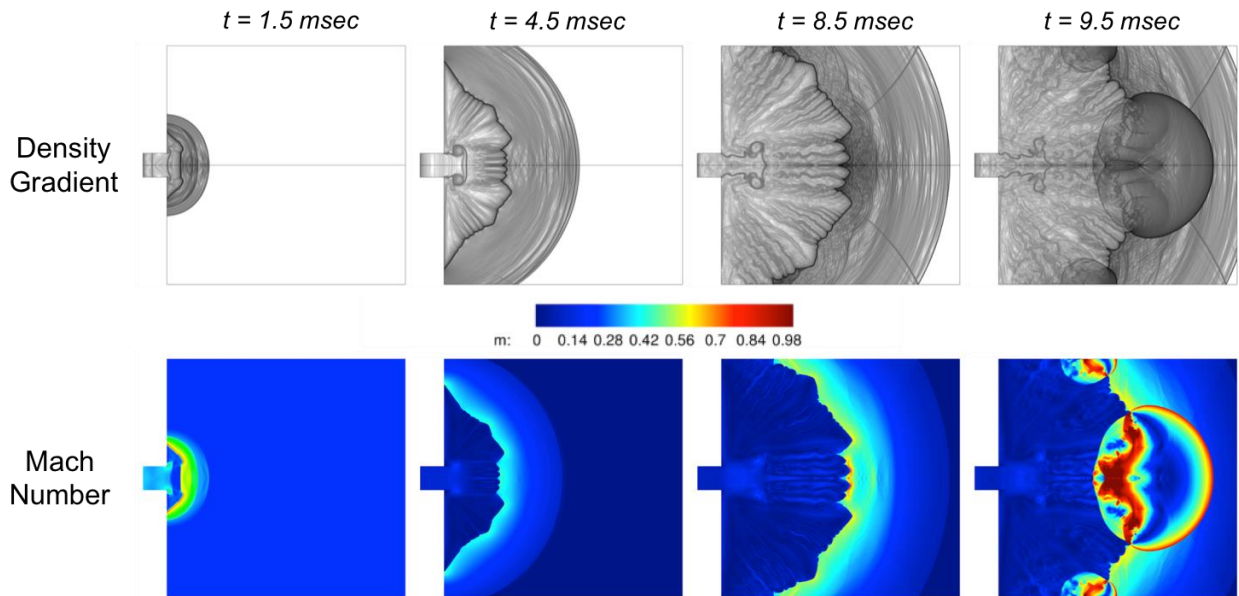 t = 1.5 msec t = 4.5 msec t = 8.5 msec t = 9.5 msec
Density
Gradient
m: 0 0.14 0.28 0.42 0.56 0.7 0.84 0.98
Mach
Number